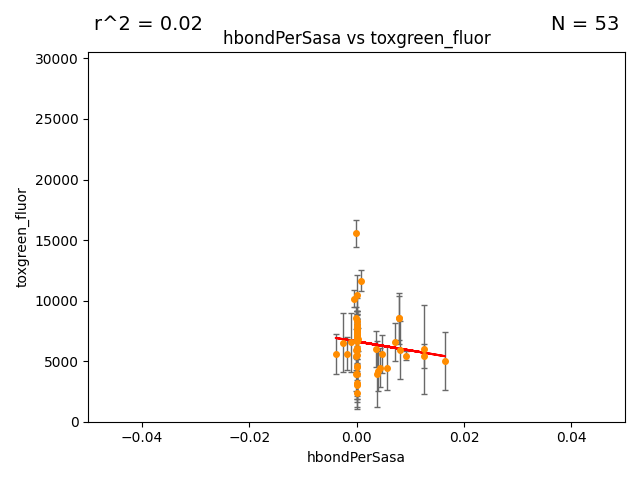 r^2 = 0.02
N = 53
hbondPerSasa vs toxgreen_fluor
30000
25000
20000
15000
10000
5000
0
toxgreen_fluor
−0.04
−0.02
0.00
0.02
0.04
hbondPerSasa